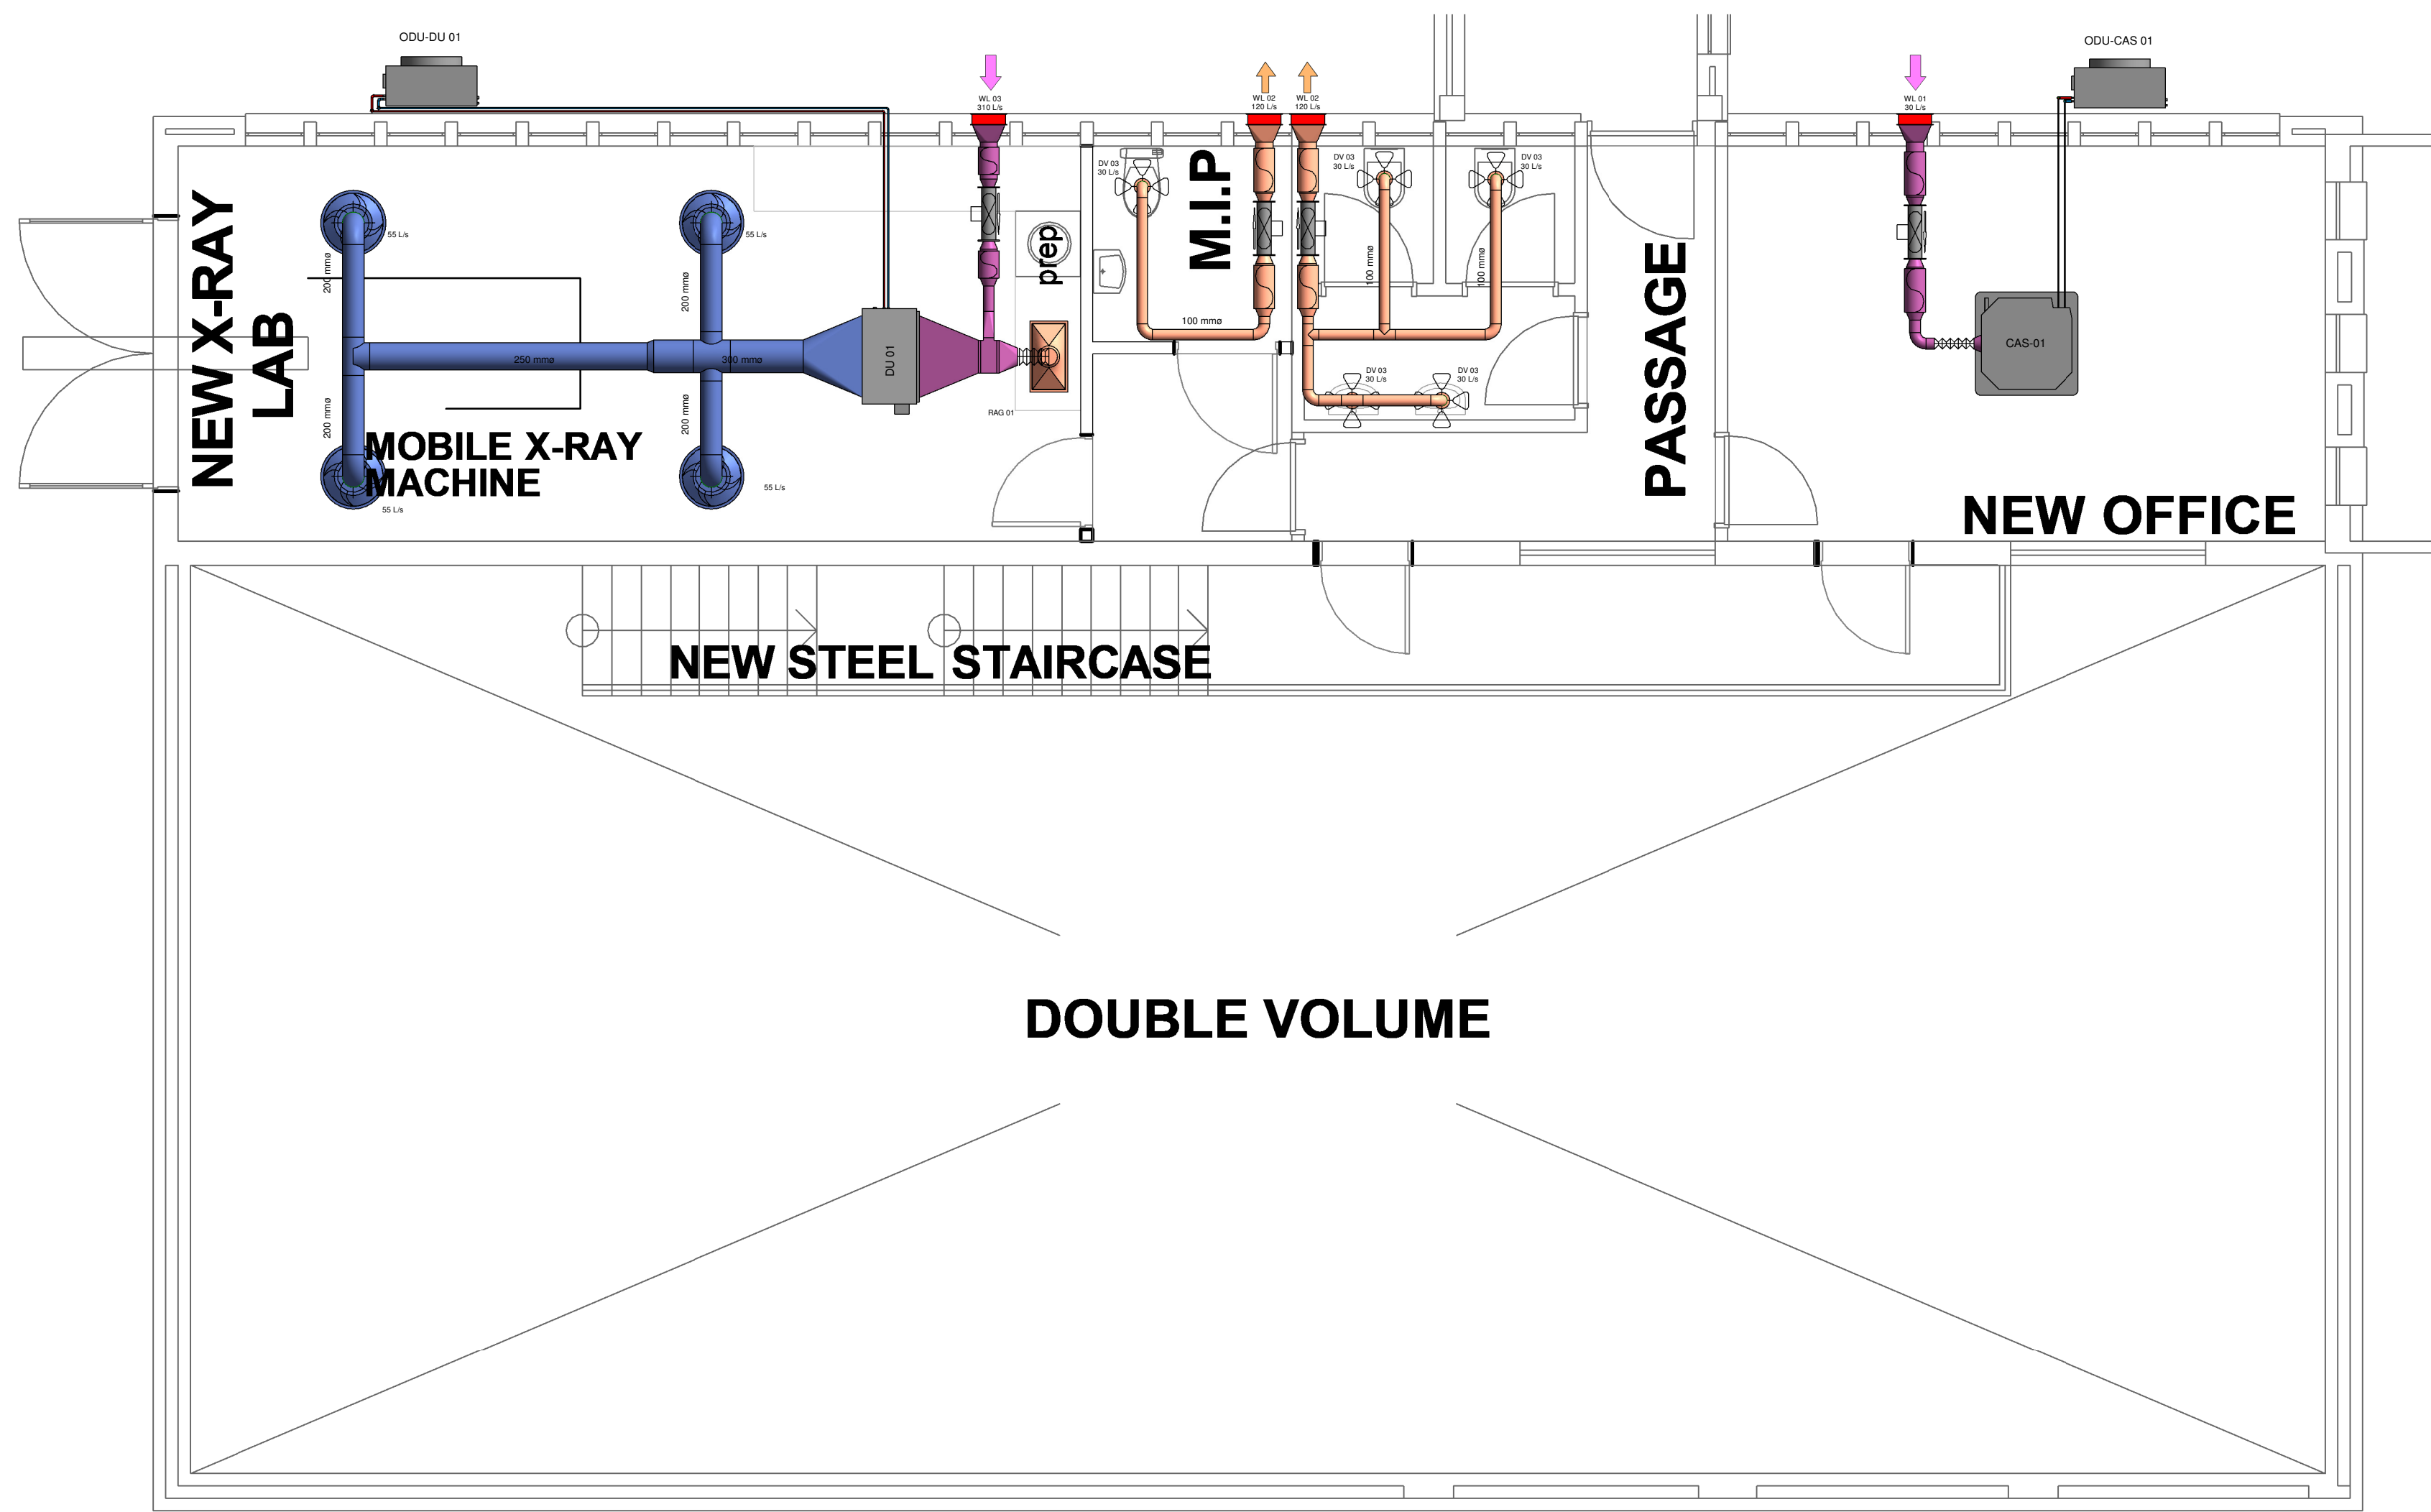 ODU-DU 01
ODU-CAS 01
WL 03
310 L/s
WL 02
120 L/s
WL 02
120 L/s
WL 01
30 L/s
DV 03
30 L/s
DV 03
30 L/s
DV 03
30 L/s
NEW X-RAY
LAB
55 L/s
55 L/s
200 mmø
200 mmø
prep
M.I.P
100 mmø
100 mmø
100 mmø
PASSAGE
250 mmø
300 mmø
DU 01
CAS-01
200 mmø
200 mmø
RAG 01
DV 03
30 L/s
DV 03
30 L/s
MOBILE X-RAY
MACHINE
55 L/s
55 L/s
NEW OFFICE
NEW STEEL STAIRCASE
DOUBLE VOLUME